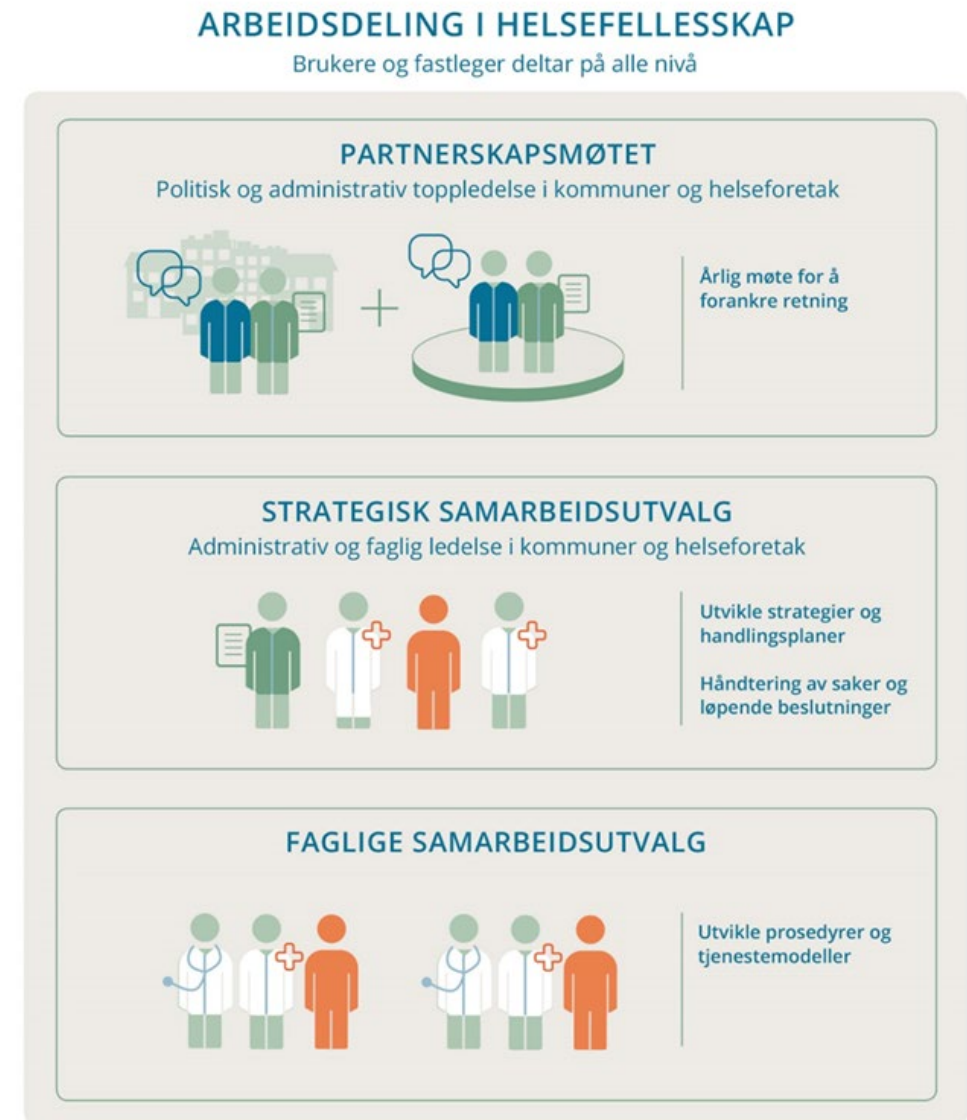 ARBEIDSDELING I HELSEFELLESSKAP
Brukere og fastleger deltar på alle nivå
PARTNERSKAPSMØTET
Politisk og administrativ toppledelse i kommuner og helseforetak
Årlig møte for å
forankre retning
STRATEGISK SAMARBEIDSUTVALG
Administrativ og faglig ledelse i kommuner og helseforetak
Utvikle strategier og
handlingsplaner
Håndtering av saker og
løpende beslutninger
FAGLIGE SAMARBEIDSUTVALG
Utvikle prosedyrer og
tjenestemodeller